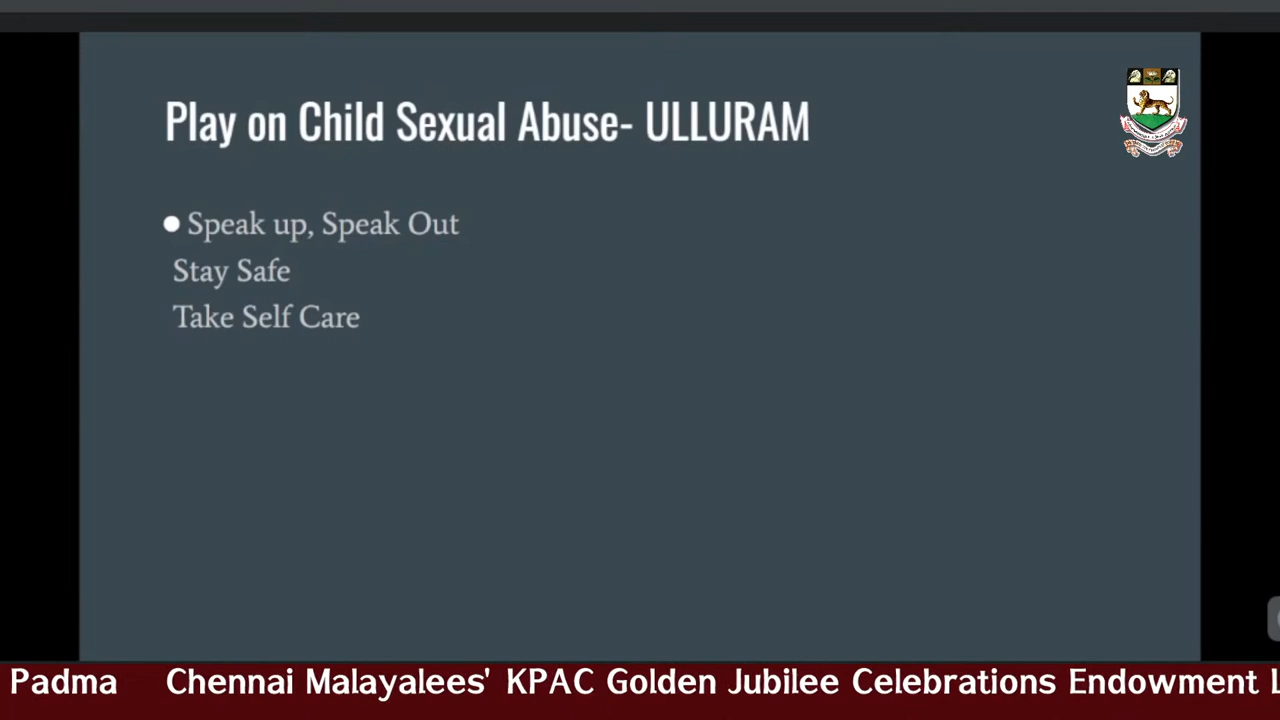 Play on Child Sexual Abuse- ULLURAM
Speak up, Speak Out
Stay Safe
Take Self Care
Padma Chennai Malayalees' KPAC Golden Jubilee Celebrations Endowment